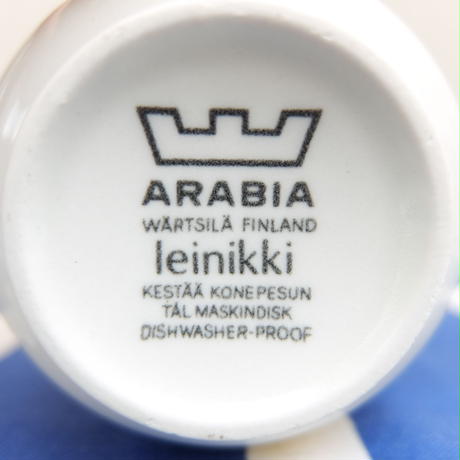 ARABIA
WÄRTSILÄ FINLAND
leinikki
KESTÄÄ KONEPESUN
TÅL MASKINDISK
DISHWASHER-PROOF